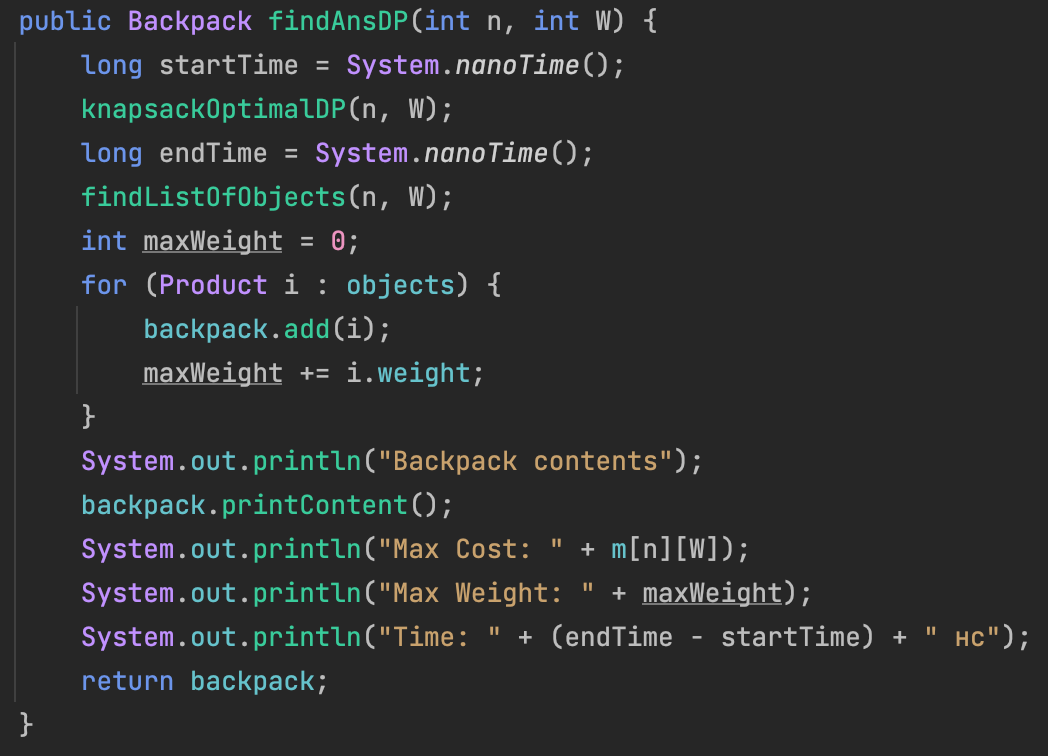 public Backpack findAnsDP(int n, int W) {
    long startTime = System.nanoTime();
    knapsackOptimalDP(n, W);
    long endTime = System.nanoTime();
    findListOfObjects(n, W);
    int maxWeight = 0;
    for (Product i : objects) {
        backpack.add(i);
        maxWeight += i.weight;
    }
    System.out.println("Backpack contents");
    backpack.printContent();
    System.out.println("Max Cost: " + m[n][W]);
    System.out.println("Max Weight: " + maxWeight);
    System.out.println("Time: " + (endTime - startTime) + " нс");
    return backpack;
}